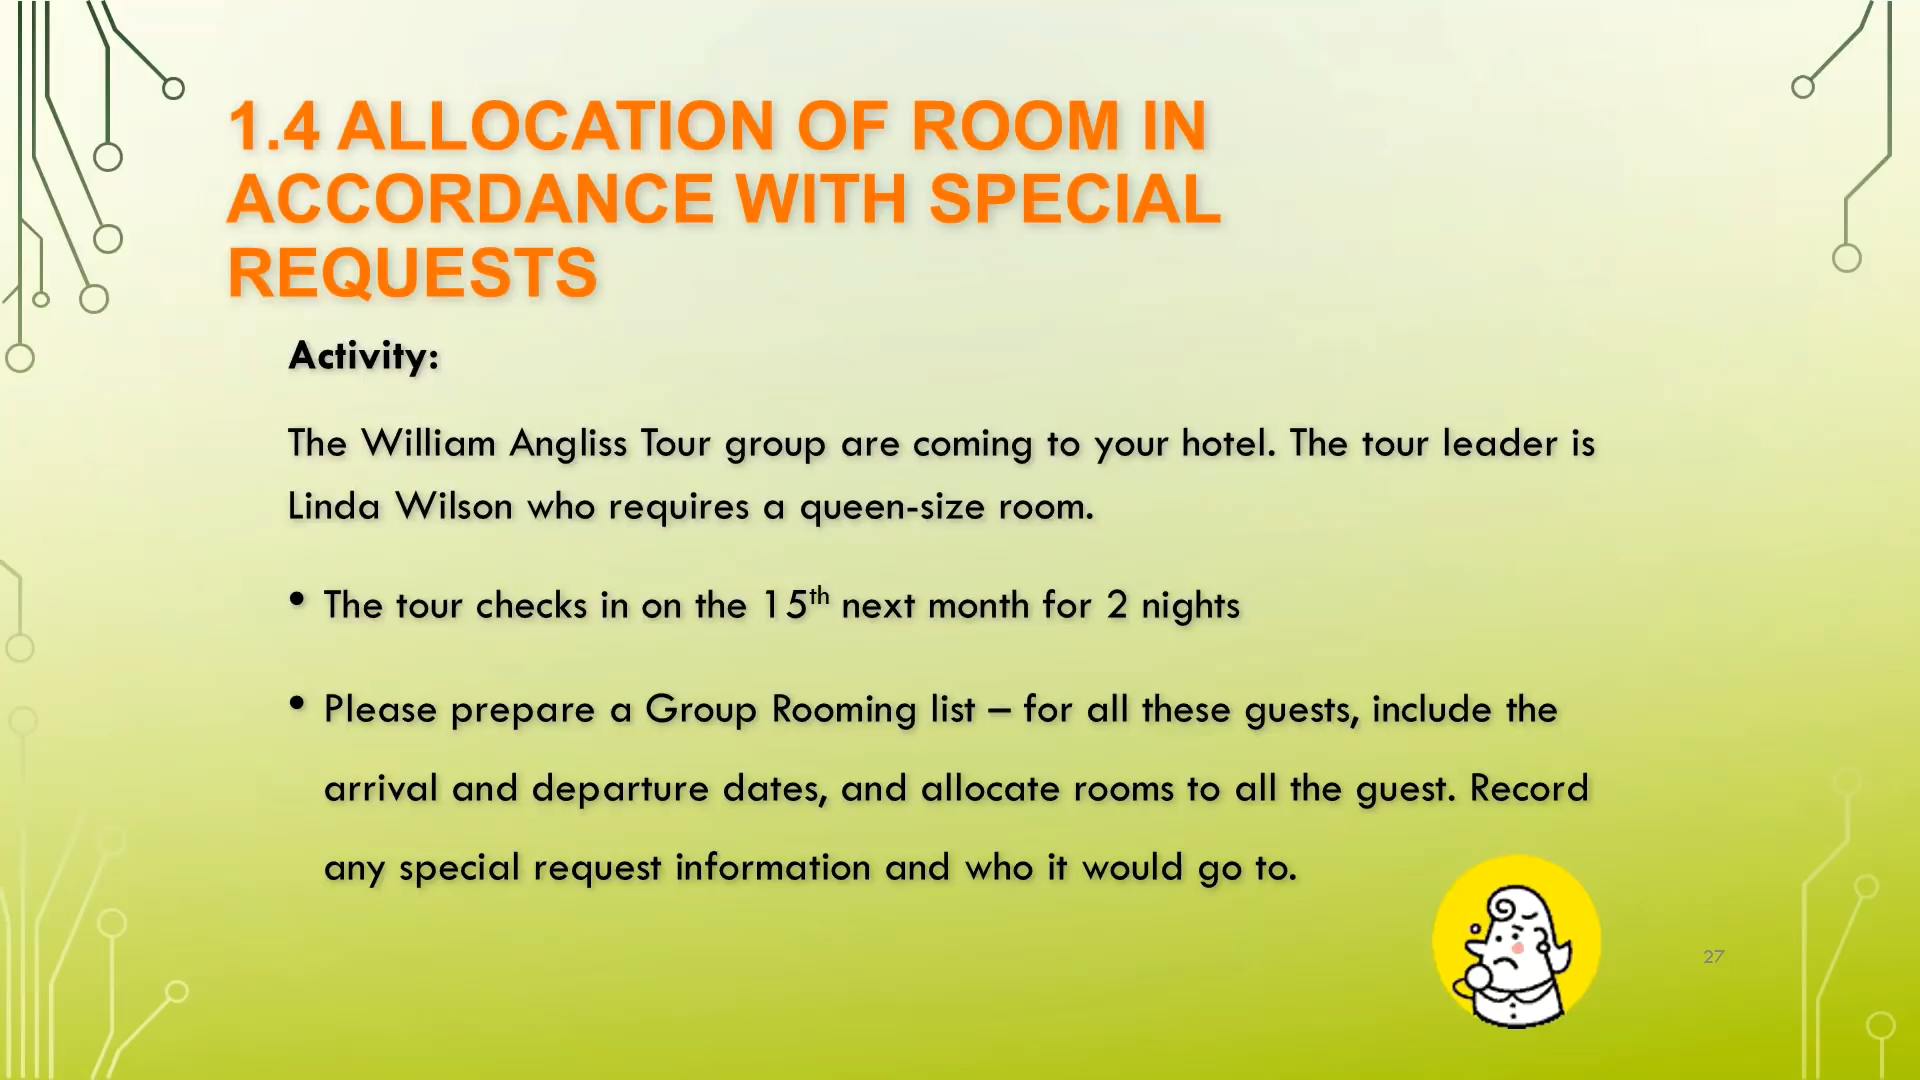 1.4 ALLOCATION OF ROOM IN
ACCORDANCE WITH SPECIAL
REQUESTS
Activity:
The William Angliss Tour group are coming to your hotel. The tour leader is
Linda Wilson who requires a queen-size room.
• The tour checks in on the 15th next month for 2 nights
• Please prepare a Group Rooming list – for all these guests, include the
arrival and departure dates, and allocate rooms to all the guest. Record
any special request information and who it would go to.
27